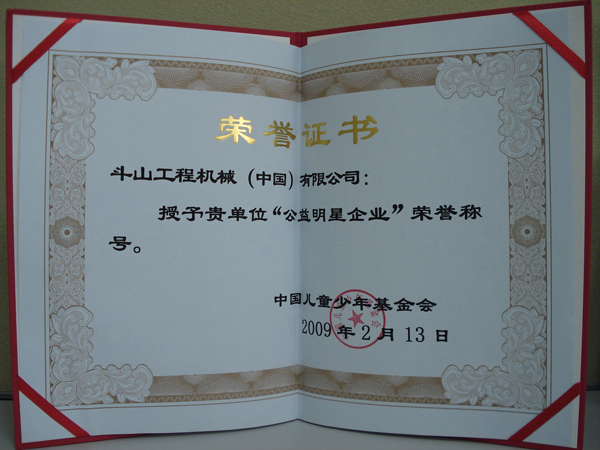 荣誉证书
斗山工程机械(中国)有限公司:
授予贵单位“公益明星企业”荣誉称
号。
中国儿童少年基金会
2009年2月13日